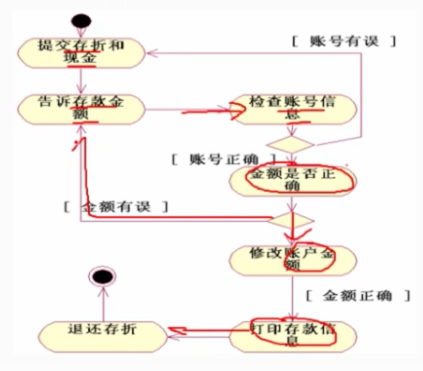 [ 账号有误 ]
提交存折和
现金
告诉存款金
额
检查账号信
息
[ 账号正确 ]
金额是否正
确
[ 金额有误 ]
修改账户金
额
[ 金额正确 ]
退还存折
打印存款信
息